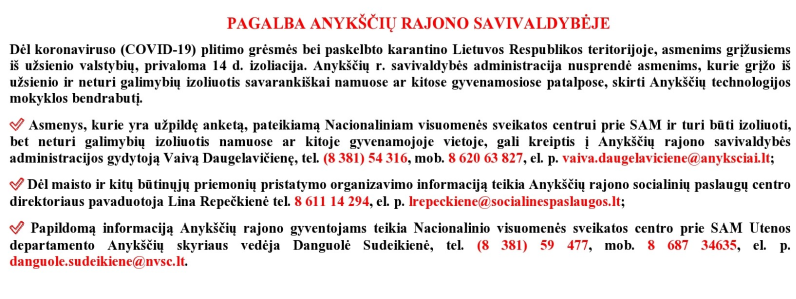 PAGALBA ANYKŠČIŲ RAJONO SAVIVALDYBĖJE
Dėl koronaviruso (COVID-19) plitimo grėsmės bei paskelbto karantino Lietuvos Respublikos teritorijoje, asmenims grįžusiems
iš užsienio valstybių, privaloma 14 d. izoliacija. Anykščių r. savivaldybės administracija nusprendė asmenims, kurie grįžo iš
užsienio ir neturi galimybių izoliuotis savarankiškai namuose ar kitose gyvenamosiose patalpose, skirti Anykščių technologijos
mokyklos bendrabutį.
Asmenys, kurie yra užpildę anketą, pateikiamą Nacionaliniam visuomenės sveikatos centrui prie SAM ir turi būti izoliuoti,
bet neturi galimybių izoliuotis namuose ar kitoje gyvenamojoje vietoje, gali kreiptis į Anykščių rajono savivaldybės
administracijos gydytoją Vaivą Daugelavičienę, tel. (8 381) 54 316, mob. 8 620 63 827, el. p. vaiva.daugelaviciene@anyksciai.lt;
Dėl maisto ir kitų būtinųjų priemonių pristatymo organizavimo informaciją teikia Anykščių rajono socialinių paslaugų centro
direktoriaus pavaduotoja Lina Repečkienė tel. 8 611 14 294, el. p. lrepeckiene@socialinespaslaugos.lt;
Papildomą informaciją Anykščių rajono gyventojams teikia Nacionalinio visuomenės sveikatos centro prie SAM Utenos
departamento Anykščių skyriaus vedėja Danguolė Sudeikienė, tel. (8 381) 59 477, mob. 8 687 34635, el. p.
danguole.sudeikiene@nvsc.lt.